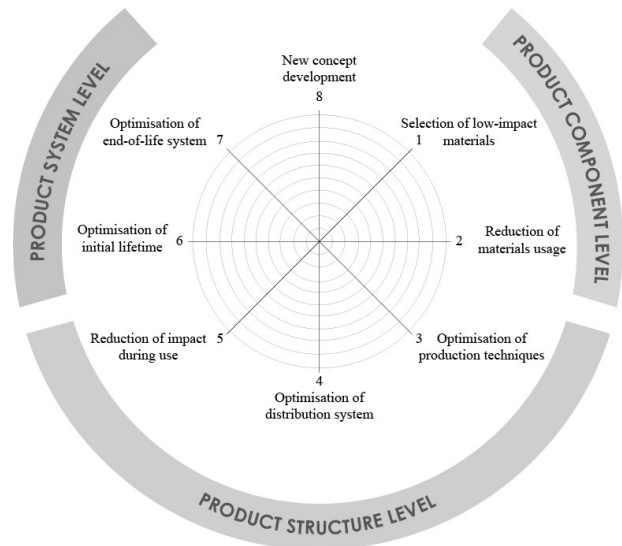 New concept
development
8
Selection of low-impact
materials
1
Reduction of
materials usage
2
Optimisation of
production techniques
3
Optimisation of
distribution system
4
Reduction of impact
during use
5
Optimisation of
initial lifetime
6
Optimisation of
end-of-life system
7
PRODUCT SYSTEM LEVEL
PRODUCT COMPONENT LEVEL
PRODUCT STRUCTURE LEVEL